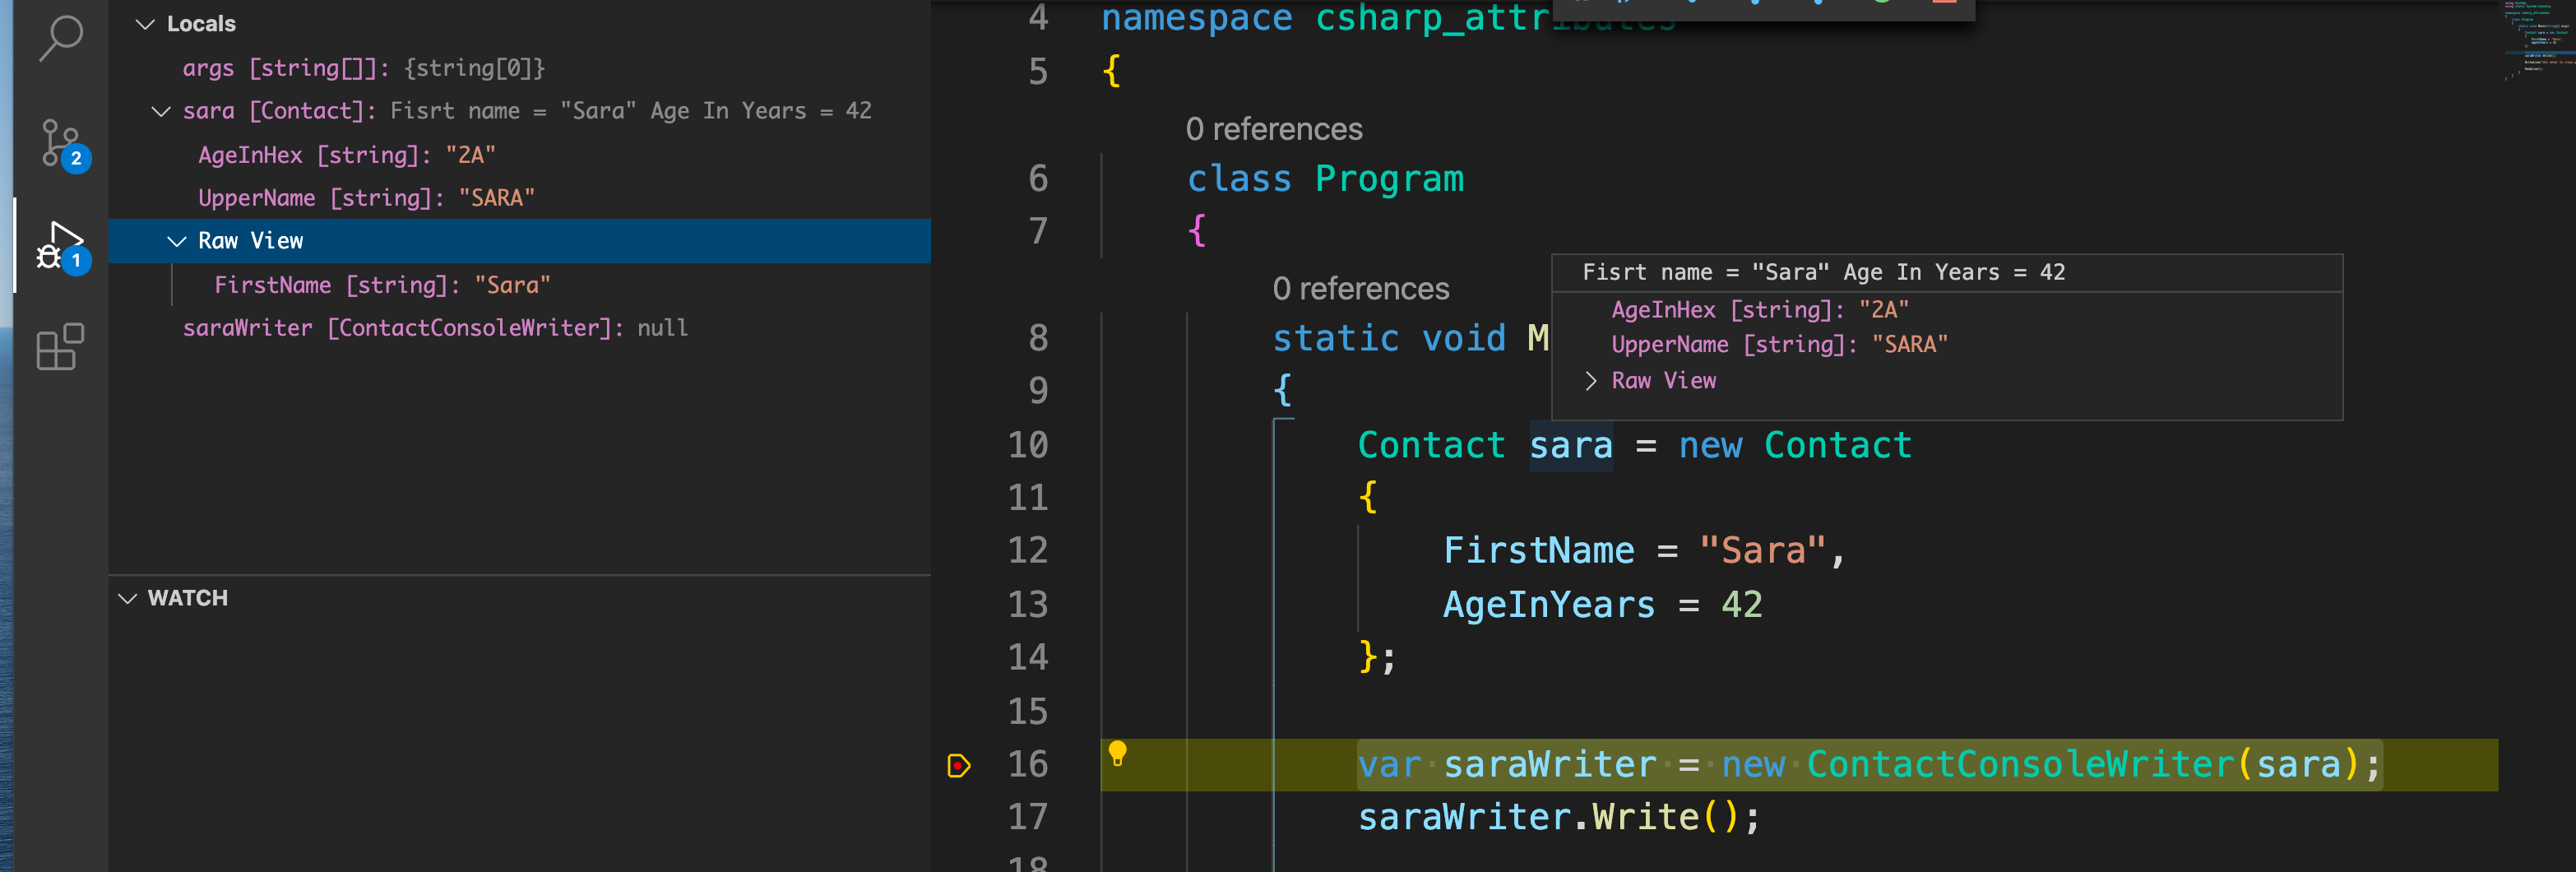 Locals
args [string[]]: {string[0]}
sara [Contact]: Fisrt name = "Sara" Age In Years = 42
AgeInHex [string]: "2A"
UpperName [string]: "SARA"
Raw View
FirstName [string]: "Sara"
saraWriter [ContactConsoleWriter]: null
WATCH
2
1
4 namespace csharp_attributes
5 {
0 references
6 class Program
7 {
0 references
8 static void M
9 {
10 Contact sara = new Contact
11 {
12 FirstName = "Sara",
13 AgeInYears = 42
14 };
15
16 var saraWriter = new ContactConsoleWriter(sara);
17 saraWriter.Write();
18
Fisrt name = "Sara" Age In Years = 42
AgeInHex [string]: "2A"
UpperName [string]: "SARA"
Raw View